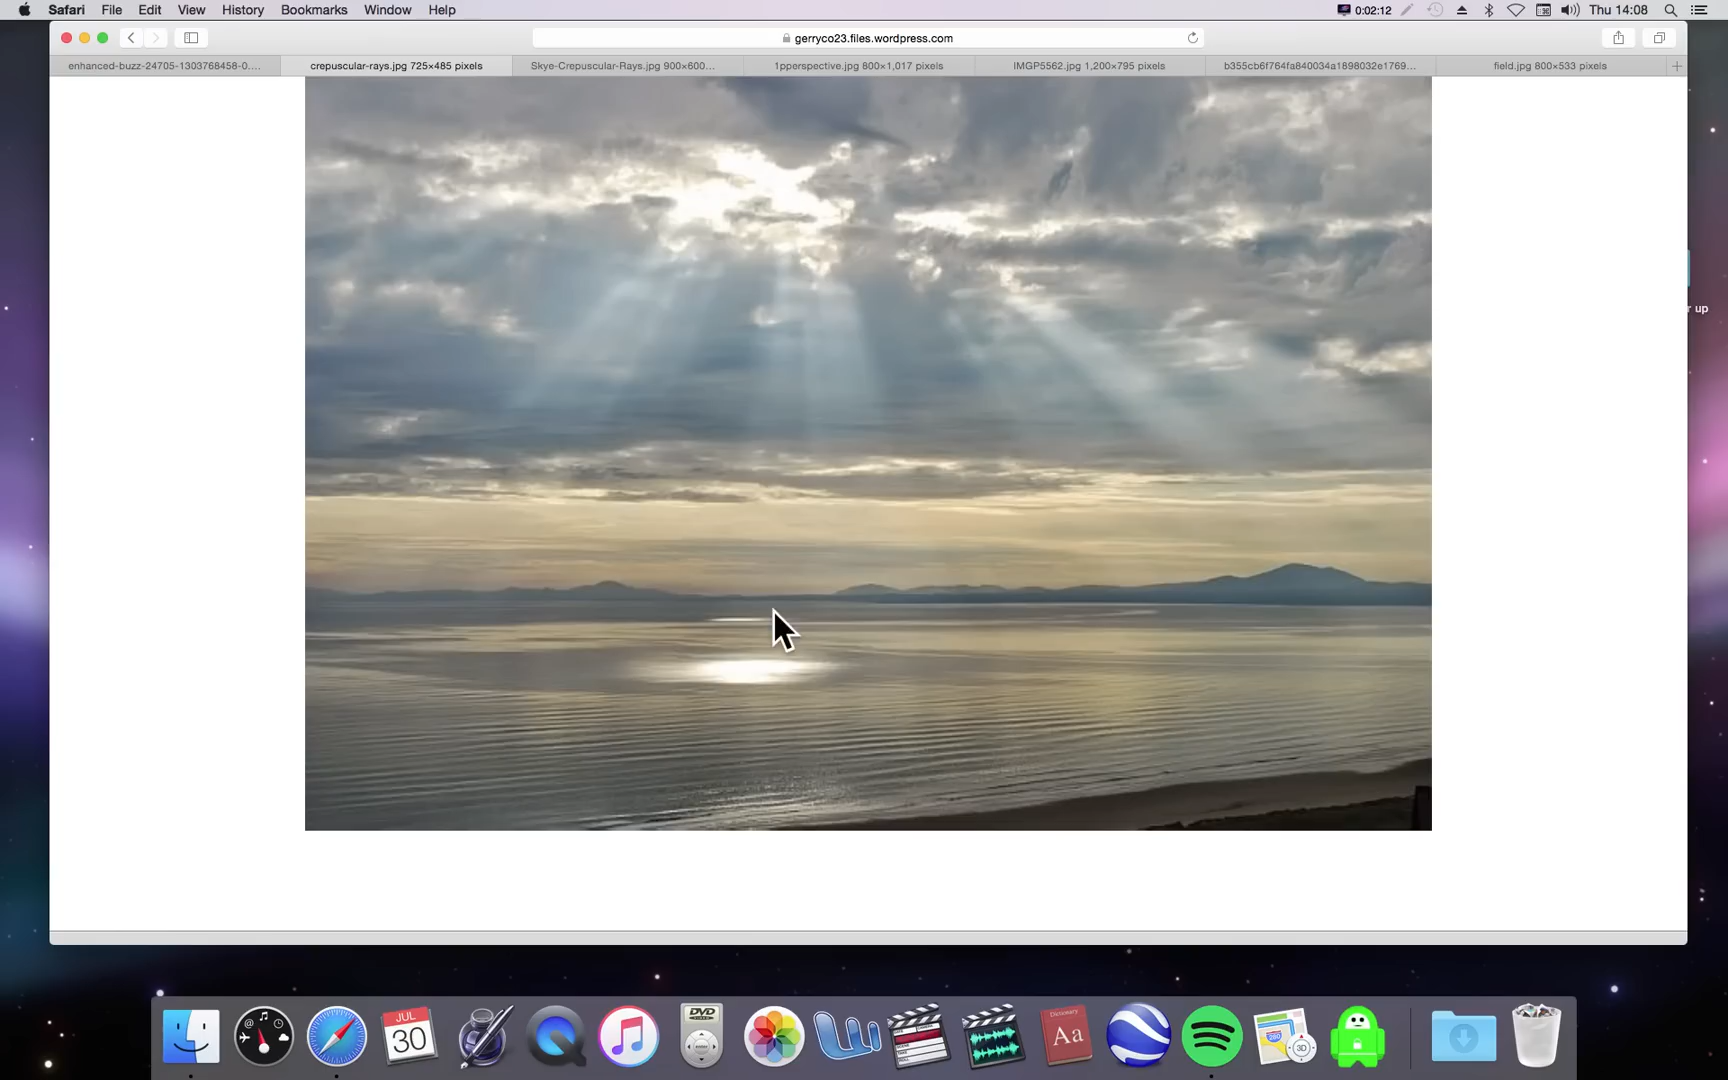 Safari File Edit View History Bookmarks Window Help 0:02:12 Thu 14:08
gerryco23.files.wordpress.com
enhanced-buzz-24705-1303768458-0.... crepuscular-rays.jpg 725×485 pixels Skye-Crepuscular-Rays.jpg 900×600... 1pperspective.jpg 800×1,017 pixels IMGP5562.jpg 1,200×795 pixels b355cb6f764fa840034a1898032e1769... field.jpg 800×533 pixels
r up
JUL
30
DVD
Dictionary
Aa
280
3D